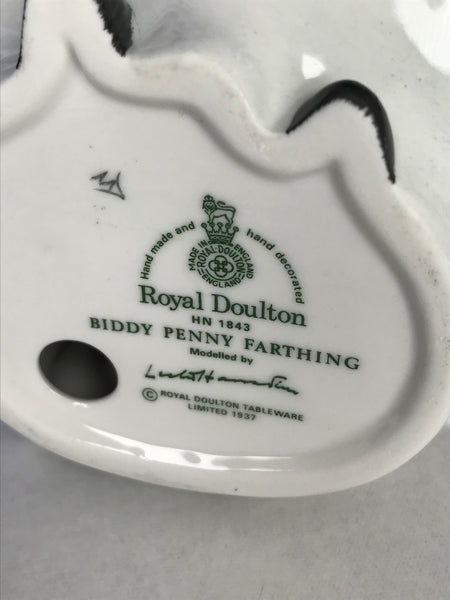 Hand made and hand decorated
MADE IN ENGLAND
ROYAL·DOULTON
ENGLAND
Royal Doulton
HN 1843
BIDDY PENNY FARTHING
Modelled by
© ROYAL DOULTON TABLEWARE
LIMITED 1937